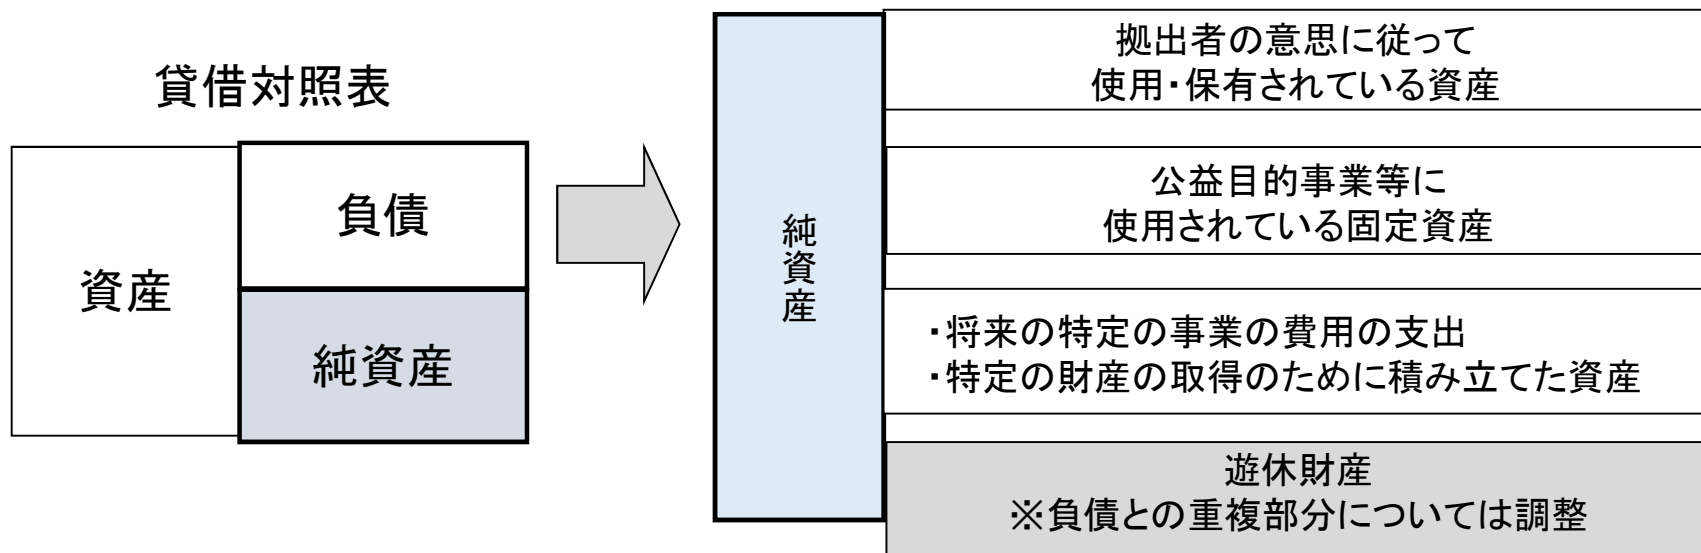 貸借対照表
資産
負債
純資産
純資産
拠出者の意思に従って
使用・保有されている資産
公益目的事業等に
使用されている固定資産
・将来の特定の事業の費用の支出
・特定の財産の取得のために積み立てた資産
遊休財産
※負債との重複部分については調整